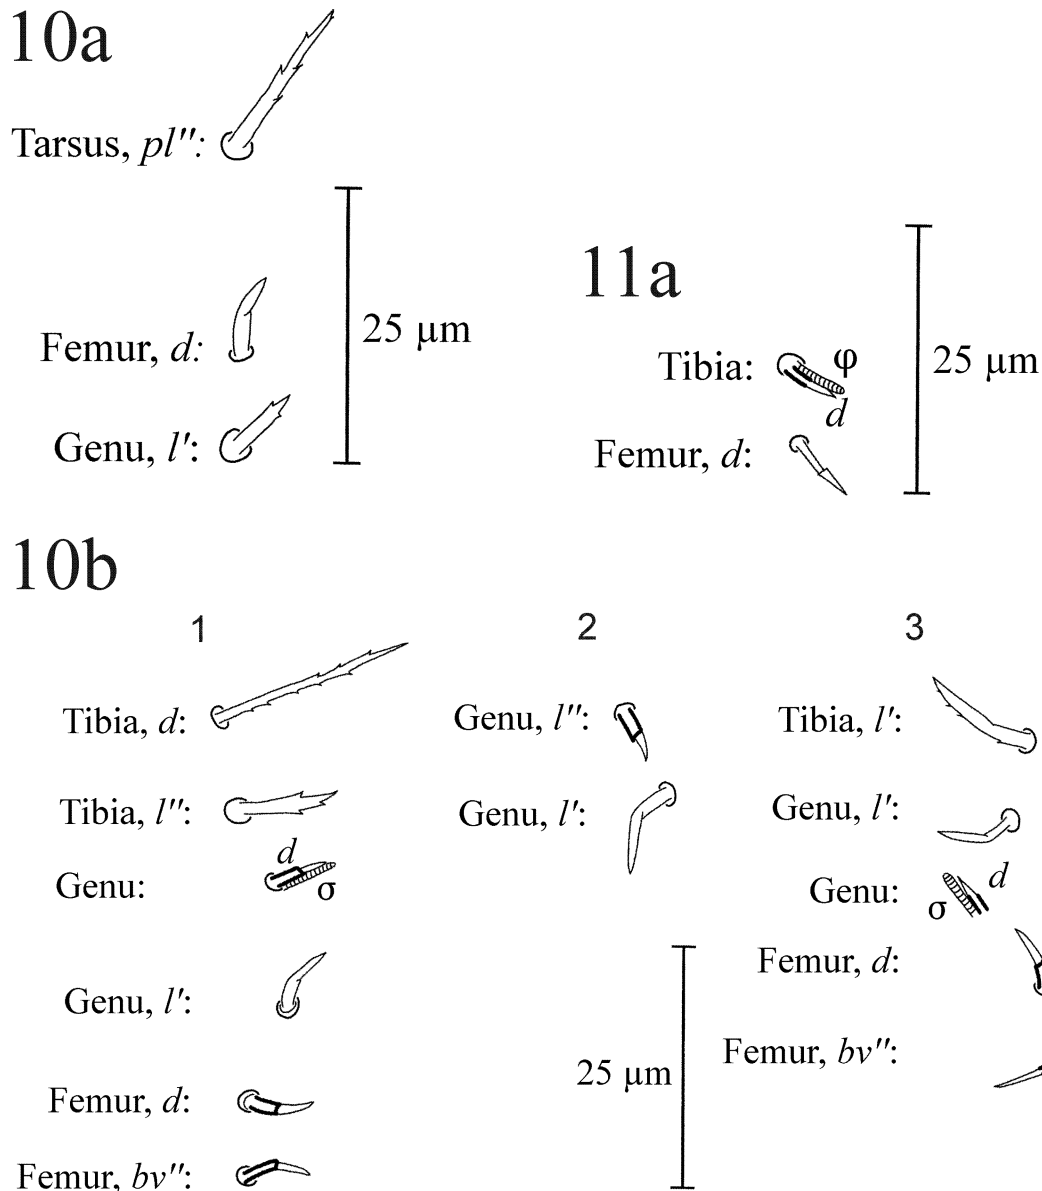 10a
Tarsus, pl":
Femur, d:
Genu, l':
25 µm
11a
Tibia:
φ
d
Femur, d:
25 µm
10b
1
Tibia, d:
Tibia, l":
d
Genu:
σ
Genu, l':
Femur, d:
Femur, bv":
2
Genu, l":
Genu, l':
25 µm
3
Tibia, l':
Genu, l':
Genu:
σ
d
Femur, d:
Femur, bv":